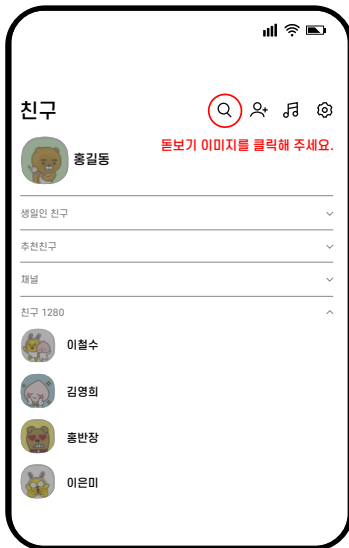 친구
돋보기 이미지를 클릭해 주세요.
홍길동
생일인 친구
추천친구
채널
친구 1280
이철수
김영희
홍반장
이은미